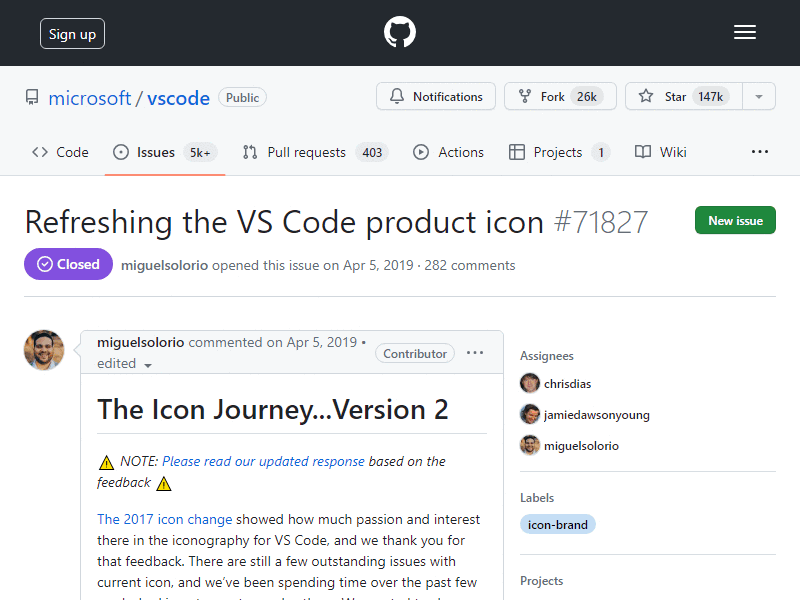 Sign up
microsoft / vscode Public
Notifications Fork 26k Star 147k
Code Issues 5k+ Pull requests 403 Actions Projects 1 Wiki
Refreshing the VS Code product icon #71827
New issue
Closed miguelsolorio opened this issue on Apr 5, 2019 · 282 comments
miguelsolorio commented on Apr 5, 2019 •
edited
Contributor
The Icon Journey...Version 2
⚠ NOTE: Please read our updated response based on the
feedback ⚠
The 2017 icon change showed how much passion and interest
there in the iconography for VS Code, and we thank you for
that feedback. There are still a few outstanding issues with
current icon, and we've been spending time over the past few
Assignees
chrisdias
jamiedawsonyoung
miguelsolorio
Labels
icon-brand
Projects